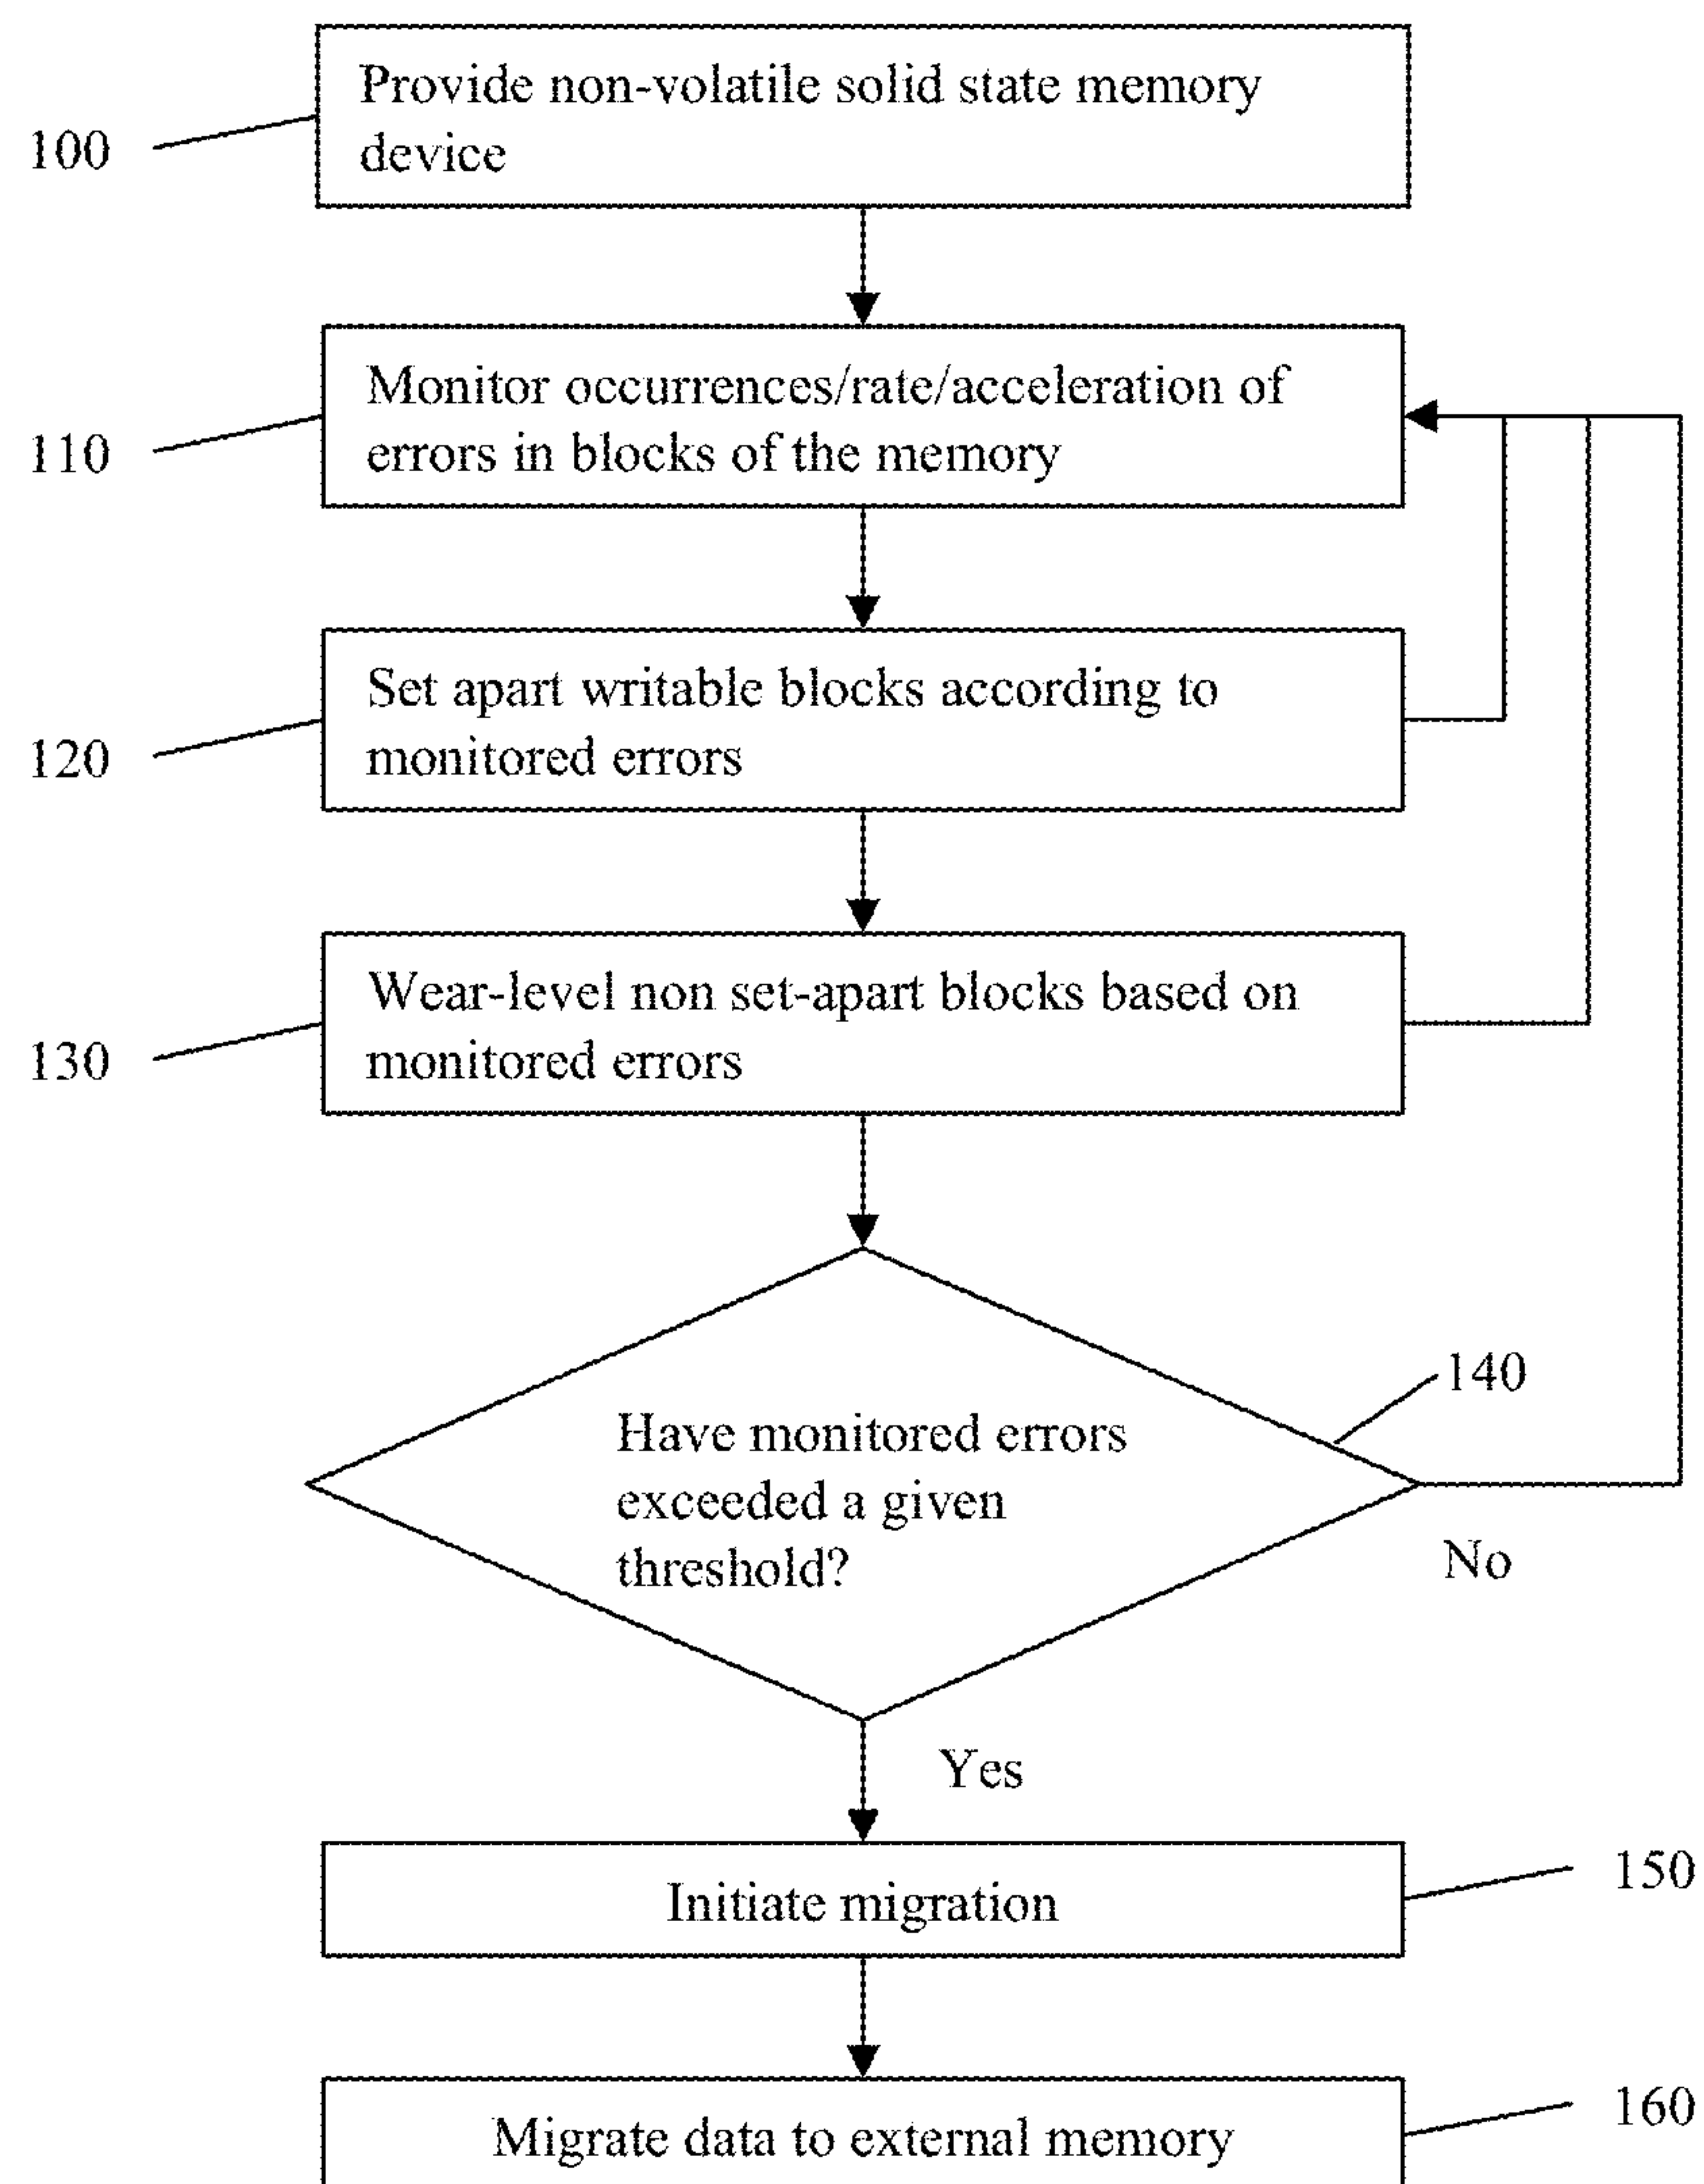 Provide non-volatile solid state memory
device
100
Monitor occurrences/rate/acceleration of
errors in blocks of the memory
110
Set apart writable blocks according to
monitored errors
120
Wear-level non set-apart blocks based on
monitored errors
130
140
Have monitored errors
exceeded a given
threshold?
No
Yes
Initiate migration
150
Migrate data to external memory
160